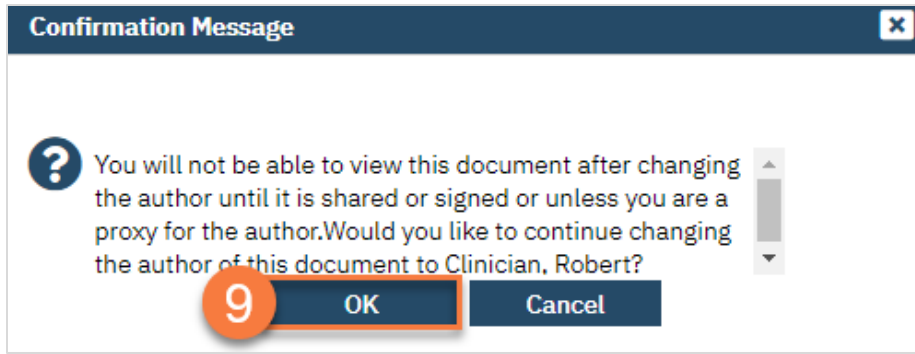 Confirmation Message
You will not be able to view this document after changing
the author until it is shared or signed or unless you are a
proxy for the author.Would you like to continue changing
the author of this document to Clinician, Robert?
9 OK Cancel